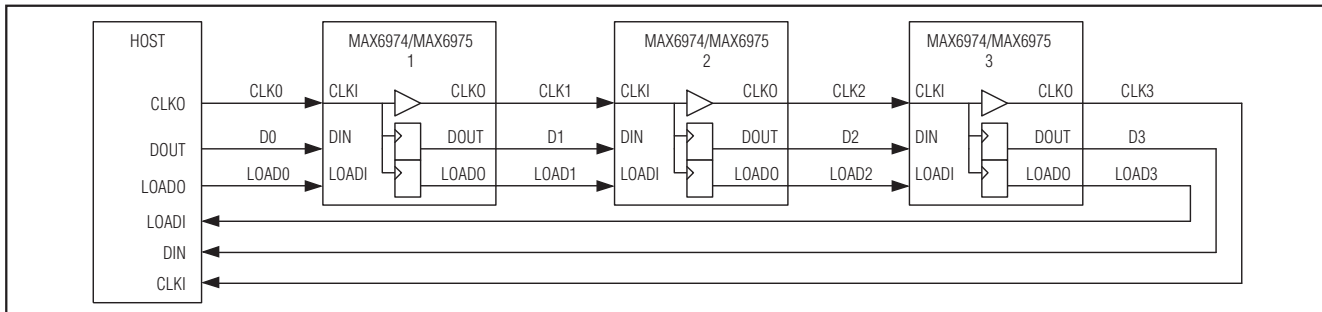 HOST
MAX6974/MAX6975
1
MAX6974/MAX6975
2
MAX6974/MAX6975
3
CLKO CLK0 CLKI CLKO CLK1 CLKI CLKO CLK2 CLKI CLKO CLK3
DOUT D0 DIN DOUT D1 DIN DOUT D2 DIN DOUT D3
LOADO LOAD0 LOADI LOADO LOAD1 LOADI LOADO LOAD2 LOADI LOADO LOAD3
LOADI
DIN
CLKI